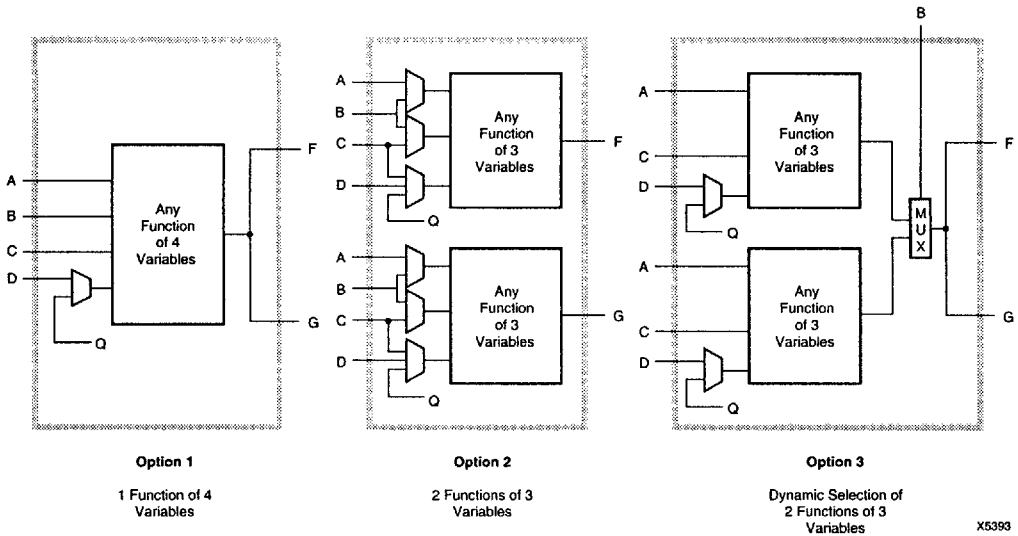 A
B
C
D
Q
Any
Function
of 4
Variables
F
G
Option 1
1 Function of 4
Variables
A
B
C
D
Q
Any
Function
of 3
Variables
F
A
B
C
D
Q
Any
Function
of 3
Variables
G
Option 2
2 Functions of 3
Variables
B
A
C
D
Q
Any
Function
of 3
Variables
A
C
D
Q
Any
Function
of 3
Variables
M
U
X
F
G
Option 3
Dynamic Selection of
2 Functions of 3
Variables
X5393